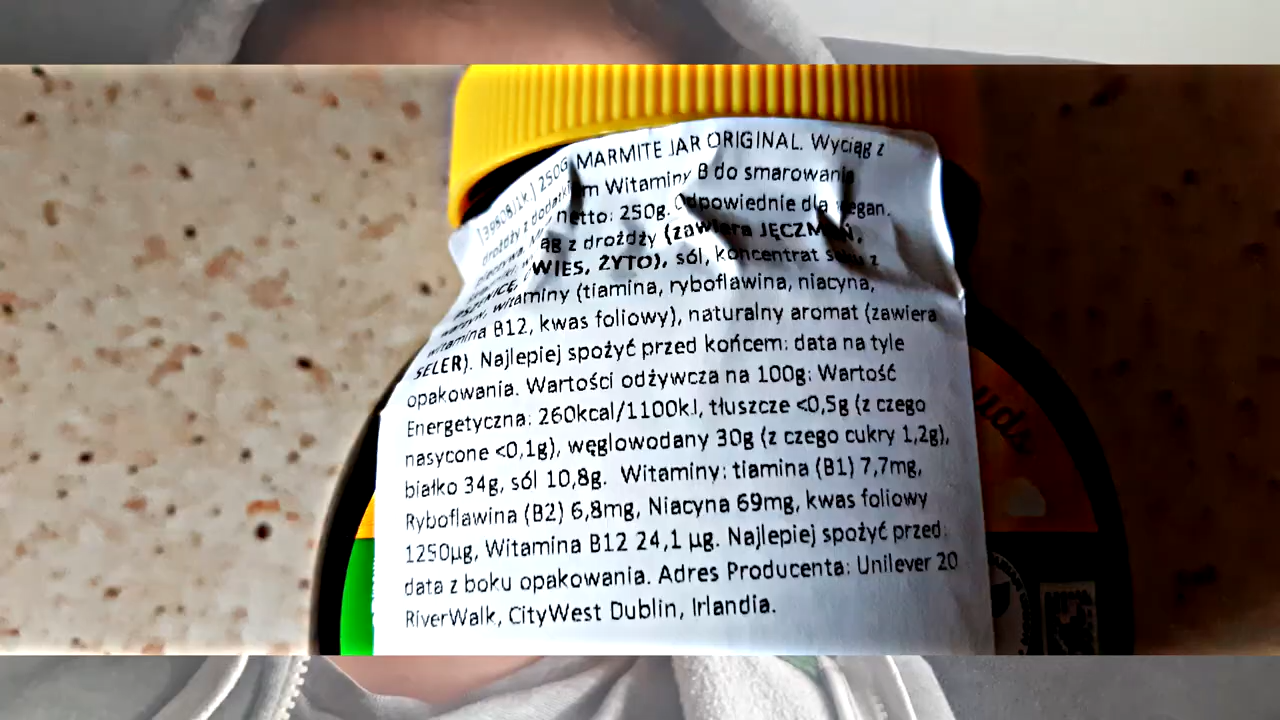 250G MARMITE JAR ORIGINAL. Wyciąg z
drożdży z dodatkiem Witaminy B do smarowania
netto: 250g. Odpowiednie dla wegan.
z drożdży (zawiera JĘCZMIEŃ,
OWIES, ŻYTO), sól, koncentrat soku z
witaminy (tiamina, ryboflawina, niacyna,
witamina B12, kwas foliowy), naturalny aromat (zawiera
SELER). Najlepiej spożyć przed końcem: data na tyle
opakowania. Wartości odżywcza na 100g: Wartość
Energetyczna: 260kcal/1100kJ, tłuszcze <0,5g (z czego
nasycone <0,1g), węglowodany 30g (z czego cukry 1,2g),
białko 34g, sól 10,8g. Witaminy: tiamina (B1) 7,7mg,
Ryboflawina (B2) 6,8mg, Niacyna 69mg, kwas foliowy
1250µg, Witamina B12 24,1 µg. Najlepiej spożyć przed:
data z boku opakowania. Adres Producenta: Unilever 20
RiverWalk, CityWest Dublin, Irlandia.